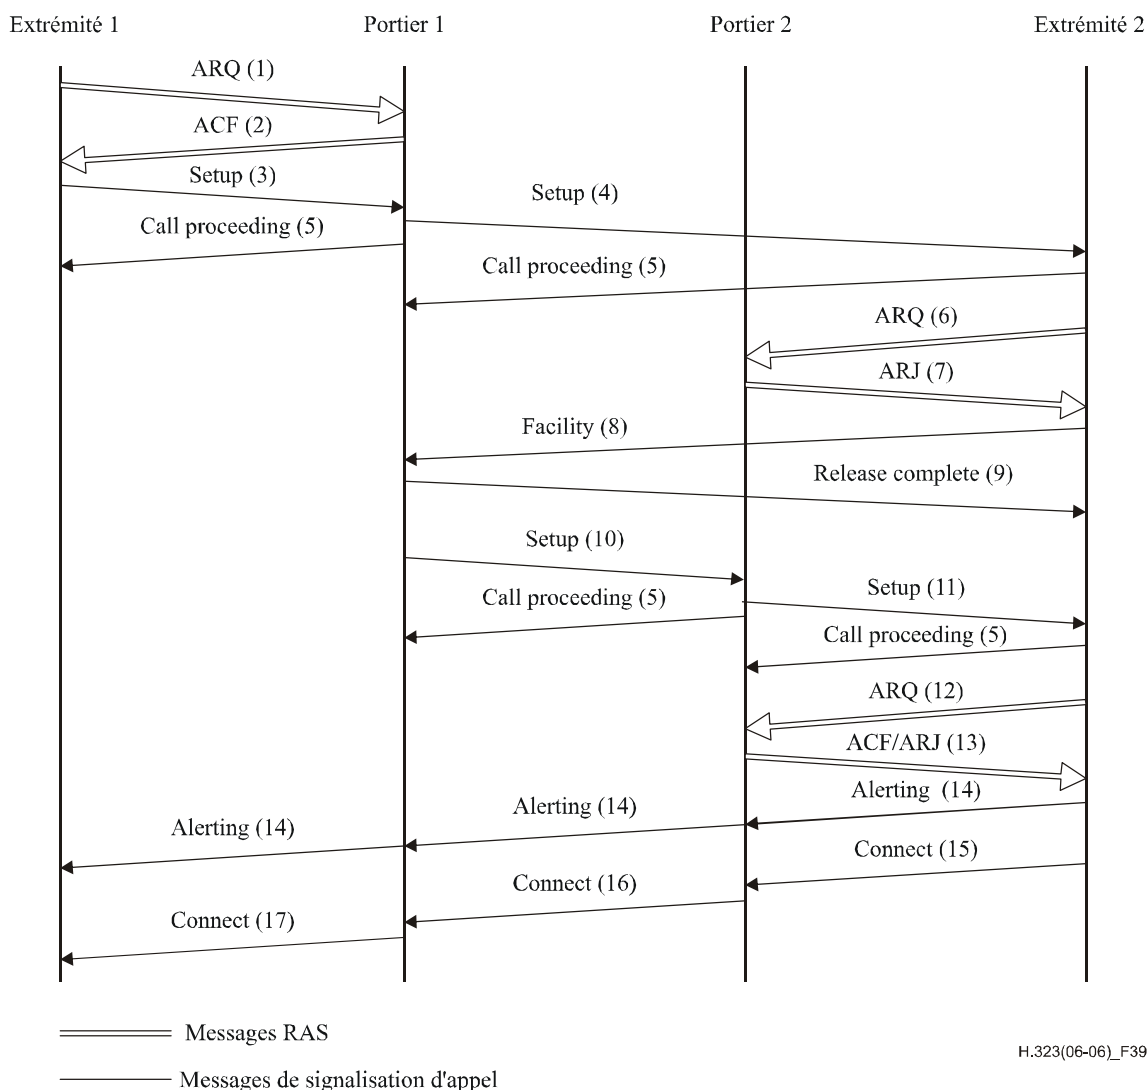 Extrémité 1
Portier 1
Portier 2
Extrémité 2
ARQ (1)
ACF (2)
Setup (3)
Setup (4)
Call proceeding (5)
Call proceeding (5)
ARQ (6)
ARJ (7)
Facility (8)
Release complete (9)
Setup (10)
Setup (11)
Call proceeding (5)
Call proceeding (5)
ARQ (12)
ACF/ARJ (13)
Alerting (14)
Alerting (14)
Alerting (14)
Connect (15)
Connect (16)
Connect (17)
Messages RAS
H.323(06-06)_F39
Messages de signalisation d'appel